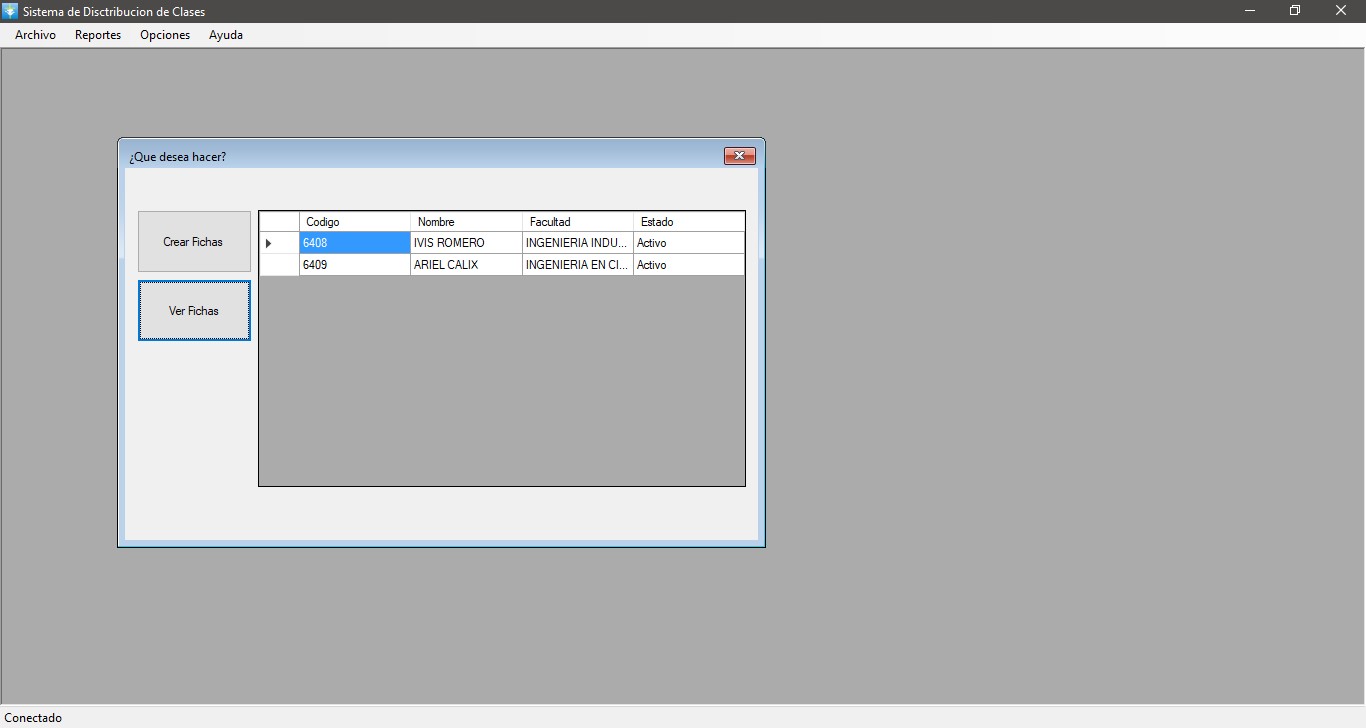 Sistema de Disctribucion de Clases
Archivo Reportes Opciones Ayuda
¿Que desea hacer?
Crear Fichas
Ver Fichas
Codigo Nombre Facultad Estado
6408 IVIS ROMERO INGENIERIA INDU... Activo
6409 ARIEL CALIX INGENIERIA EN CI... Activo
Conectado